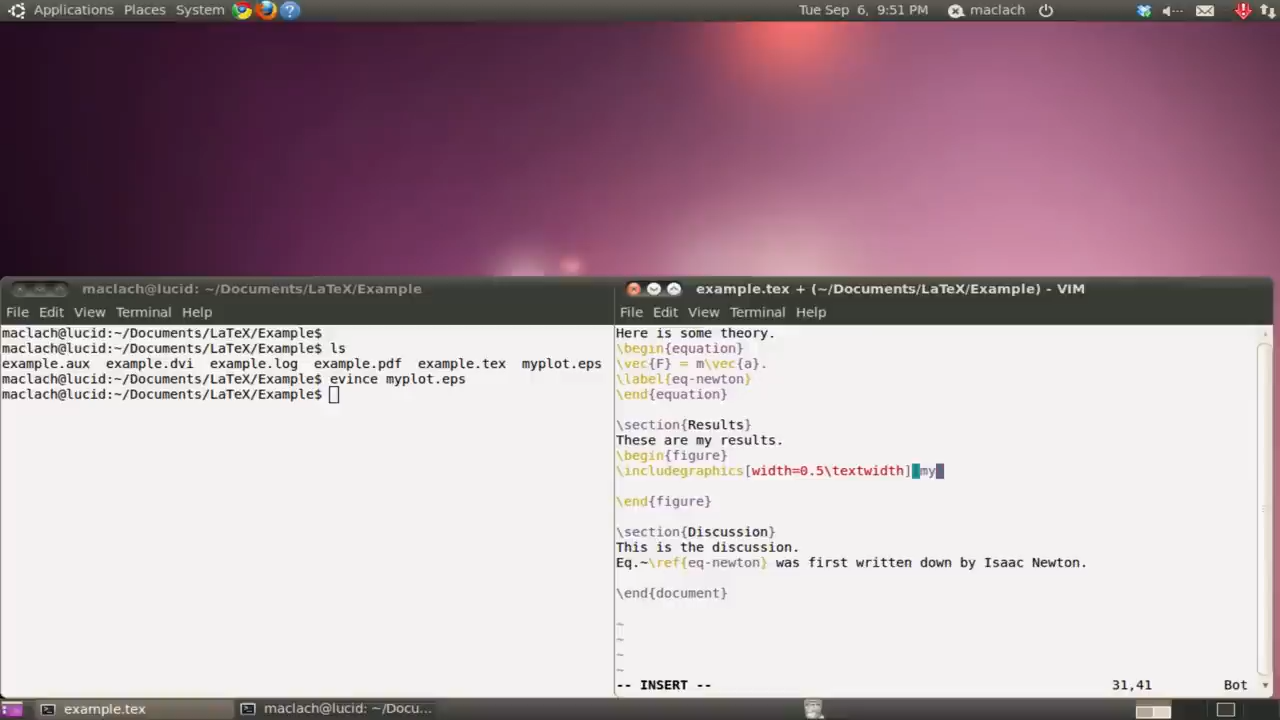 Applications Places System
Tue Sep 6, 9:51 PM
maclach
maclach@lucid: ~/Documents/LaTeX/Example
File Edit View Terminal Help
maclach@lucid:~/Documents/LaTeX/Example$
maclach@lucid:~/Documents/LaTeX/Example$ ls
example.aux example.dvi example.log example.pdf example.tex myplot.eps
maclach@lucid:~/Documents/LaTeX/Example$ evince myplot.eps
maclach@lucid:~/Documents/LaTeX/Example$
example.tex + (~/Documents/LaTeX/Example) - VIM
File Edit View Terminal Help
Here is some theory.
\begin{equation}
\vec{F} = m\vec{a}.
\label{eq-newton}
\end{equation}
\section{Results}
These are my results.
\begin{figure}
\includegraphics[width=0.5\textwidth]{my
\end{figure}
\section{Discussion}
This is the discussion.
Eq.~\ref{eq-newton} was first written down by Isaac Newton.
\end{document}
~
~
~
~
-- INSERT --
31,41
Bot
example.tex
maclach@lucid: ~/Docu...